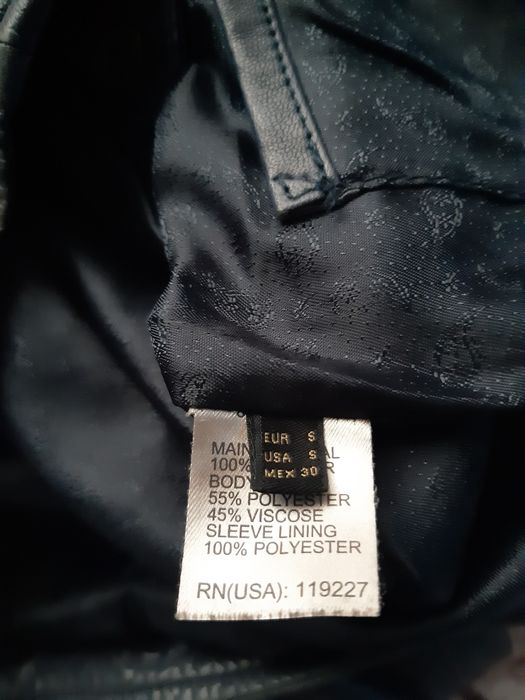 EUR S
USA S
MEX 30
MAIN
100%
BODY
55% POLYESTER
45% VISCOSE
SLEEVE LINING
100% POLYESTER
RN(USA): 119227